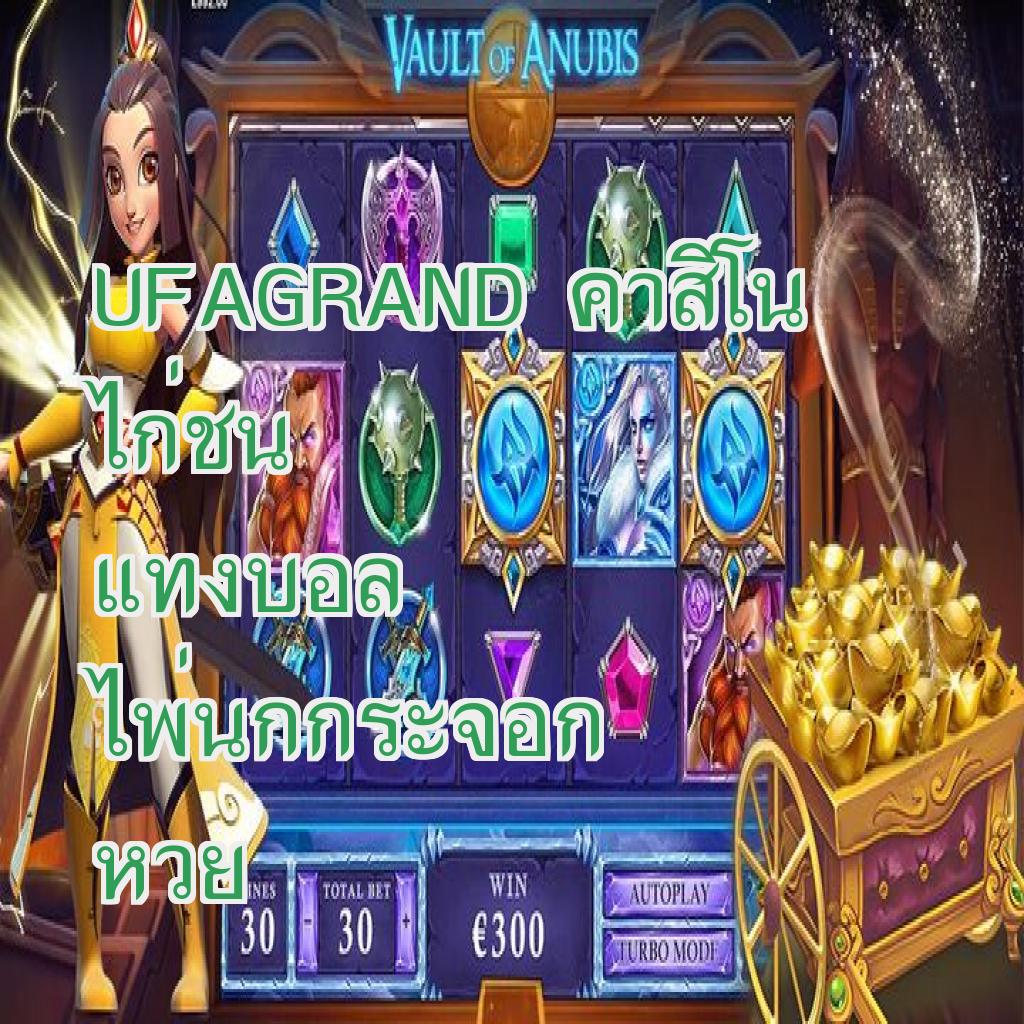 VAULT OF ANUBIS
UFAGRAND คาสิโน
ไก่ชน
แทงบอล
ไพ่นกกระจอก
หวย
TOTAL BET
30
30
WIN
€300
AUTOPLAY
TURBO MODE